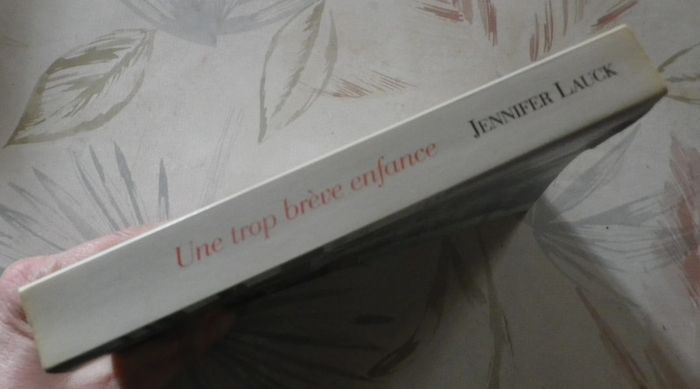 Une trop brève enfance
JENNIFER LAUCK